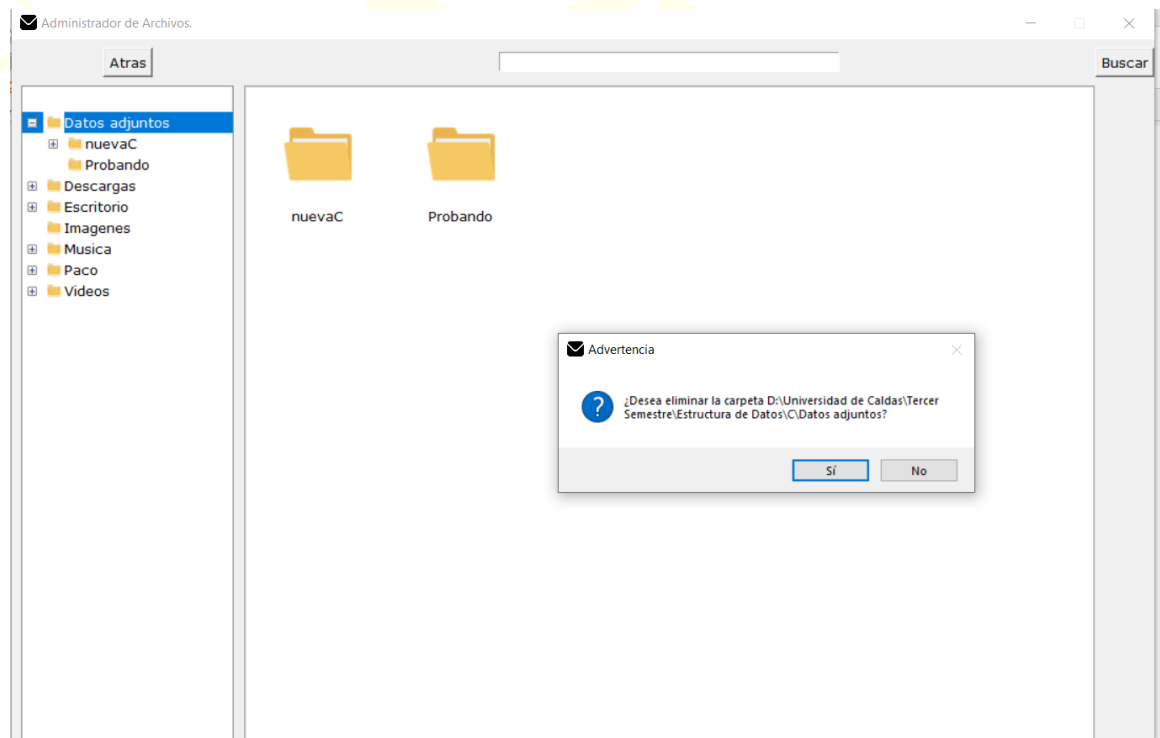 Administrador de Archivos.
Atras
Buscar
Datos adjuntos
nuevaC
Probando
Descargas
Escritorio
Imagenes
Musica
Paco
Videos
nuevaC
Probando
Advertencia
¿Desea eliminar la carpeta D:\Universidad de Caldas\Tercer
Semestre\Estructura de Datos\C\Datos adjuntos?
Sí
No